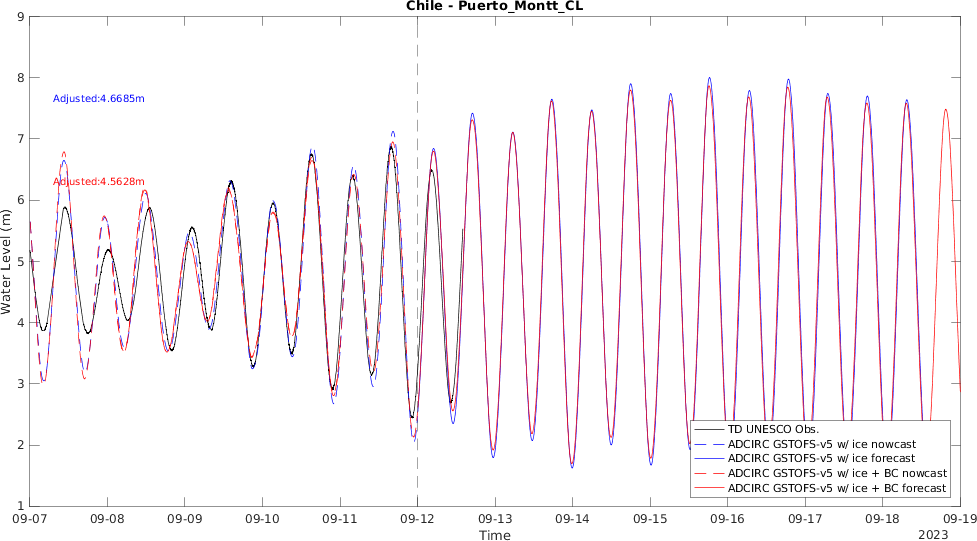 Chile - Puerto_Montt_CL
9
8
7
6
5
4
3
2
1
Water Level (m)
Adjusted:4.6685m
Adjusted:4.5628m
TD UNESCO Obs.
ADCIRC GSTOFS-v5 w/ ice nowcast
ADCIRC GSTOFS-v5 w/ ice forecast
ADCIRC GSTOFS-v5 w/ ice + BC nowcast
ADCIRC GSTOFS-v5 w/ ice + BC forecast
09-07 09-08 09-09 09-10 09-11 09-12 09-13 09-14 09-15 09-16 09-17 09-18 09-19
Time
2023